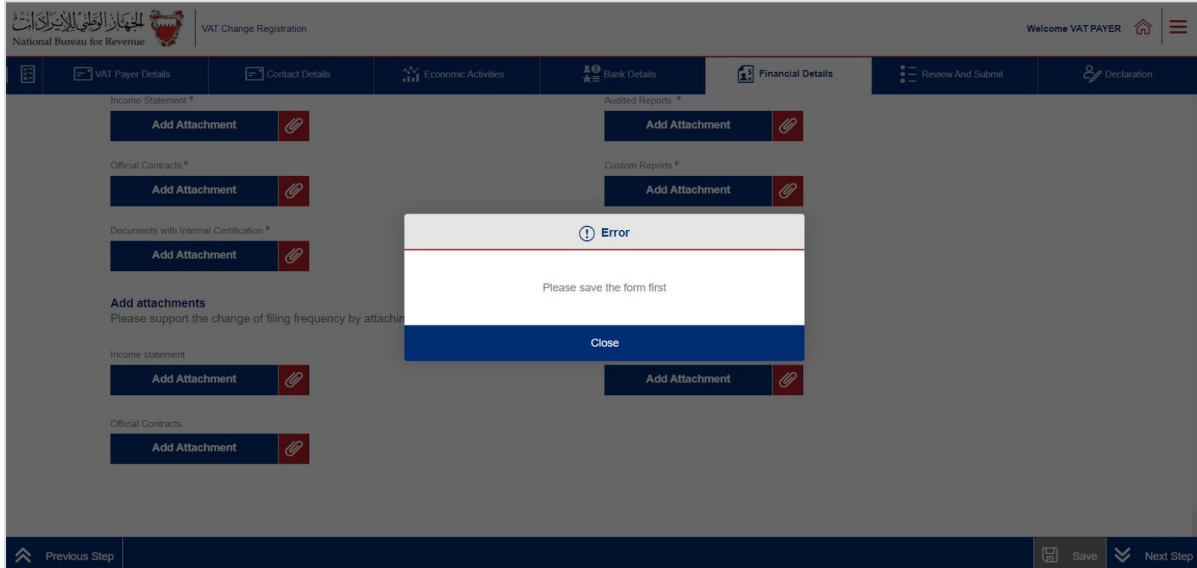 الجهاز الوطني للإيرادات
National Bureau for Revenue
VAT Change Registration
Welcome VAT PAYER
VAT Payer Details
Contact Details
Economic Activities
Bank Details
Financial Details
Review And Submit
Declaration
Income Statement *
Audited Reports *
Add Attachment
Add Attachment
Official Contracts *
Custom Reports *
Add Attachment
Add Attachment
Documents with Internal Certification *
Add Attachment
Error
Please save the form first
Close
Add attachments
Please support the change of filing frequency by
Income statement
Add Attachment
Add Attachment
Official Contracts
Add Attachment
Previous Step
Save
Next Step